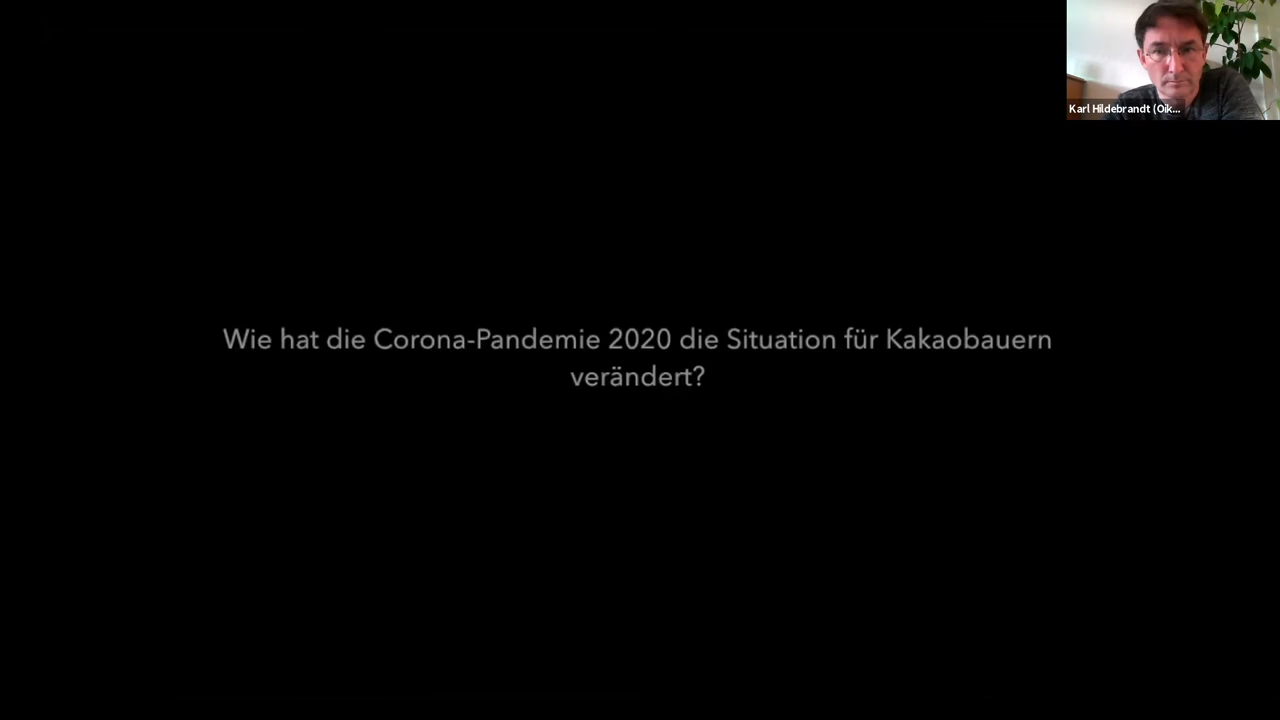 Karl Hildebrandt (Oik...
Wie hat die Corona-Pandemie 2020 die Situation für Kakaobauern
verändert?